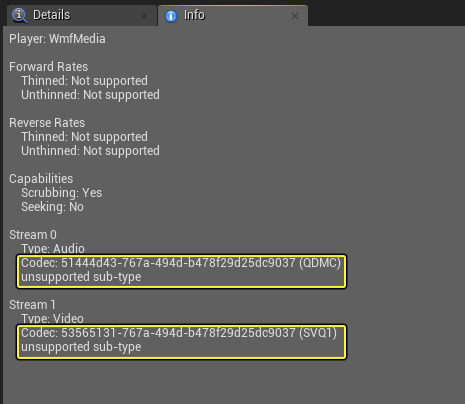 Details
Info
Player: WmfMedia
Forward Rates
Thinned: Not supported
Unthinned: Not supported
Reverse Rates
Thinned: Not supported
Unthinned: Not supported
Capabilities
Scrubbing: Yes
Seeking: No
Stream 0
Type: Audio
Codec: 51444d43-767a-494d-b478f29d25dc9037 (QDMC)
unsupported sub-type
Stream 1
Type: Video
Codec: 53565131-767a-494d-b478f29d25dc9037 (SVQ1)
unsupported sub-type